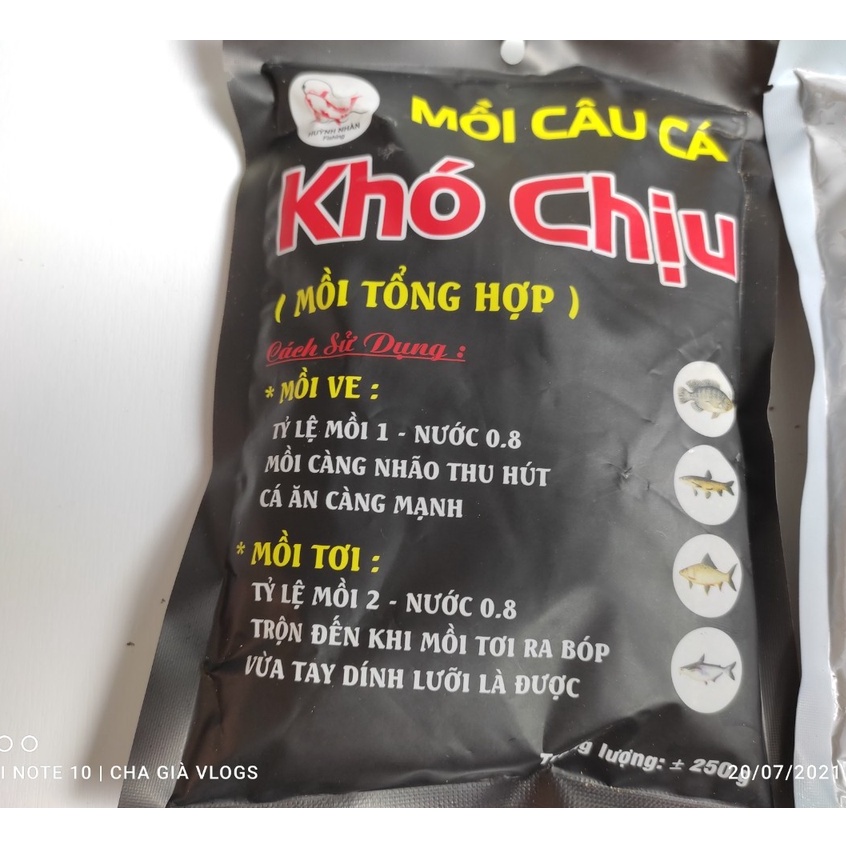 QUỲNH NHÂN
Fishing
MỒI CÂU CÁ
Khó Chịu
( MỒI TỔNG HỢP )
Cách Sử Dụng :
* MỒI VE :
TỶ LỆ MỒI 1 - NƯỚC 0.8
MỒI CÀNG NHÃO THU HÚT
CÁ ĂN CÀNG MẠNH
* MỒI TƠI :
TỶ LỆ MỒI 2 - NƯỚC 0.8
TRỘN ĐẾN KHI MỒI TƠI RA BÓP
VỪA TAY DÍNH LƯỠI LÀ ĐƯỢC
lượng: ± 250g
I NOTE 10 | CHA GIÀ VLOGS
20/07/2021